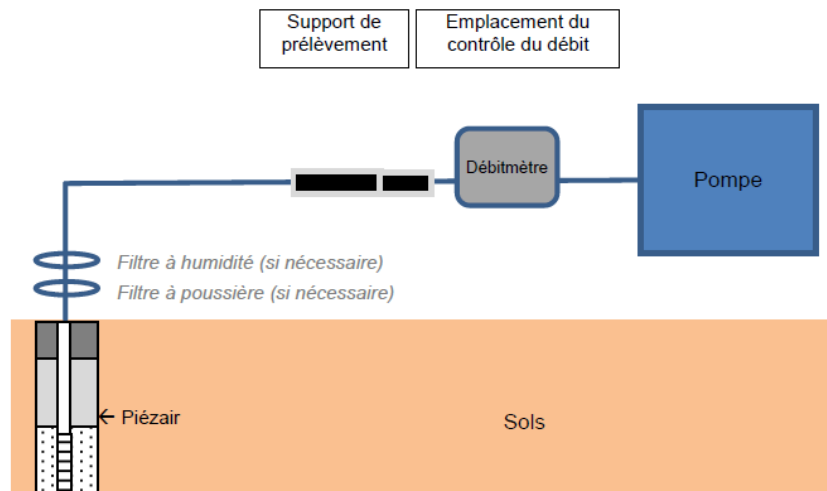 Support de
prélèvement
Emplacement du
contrôle du débit
Débitmètre
Pompe
Filtre à humidité (si nécessaire)
Filtre à poussière (si nécessaire)
← Piézair
Sols